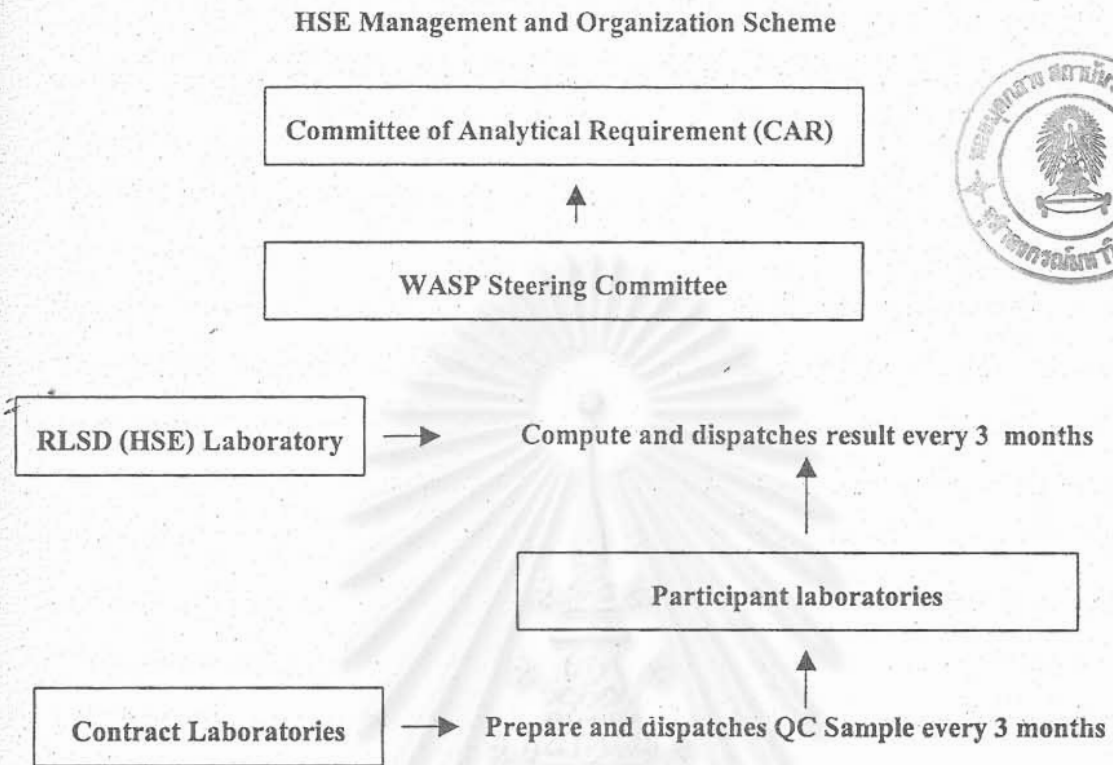 HSE Management and Organization Scheme
Committee of Analytical Requirement (CAR)
WASP Steering Committee
RLSD (HSE) Laboratory
Compute and dispatches result every 3 months
Participant laboratories
Contract Laboratories
Prepare and dispatches QC Sample every 3 months